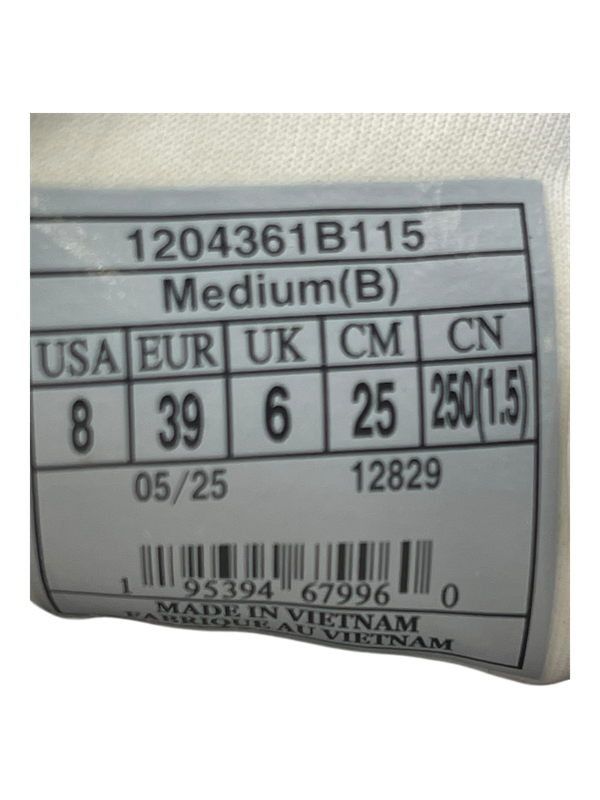 1204361B115
Medium(B)
USA EUR UK CM CN
8 39 6 25 250(1.5)
05/25 12829
1 95394 67996 0
MADE IN VIETNAM
FABRIQUE AU VIETNAM